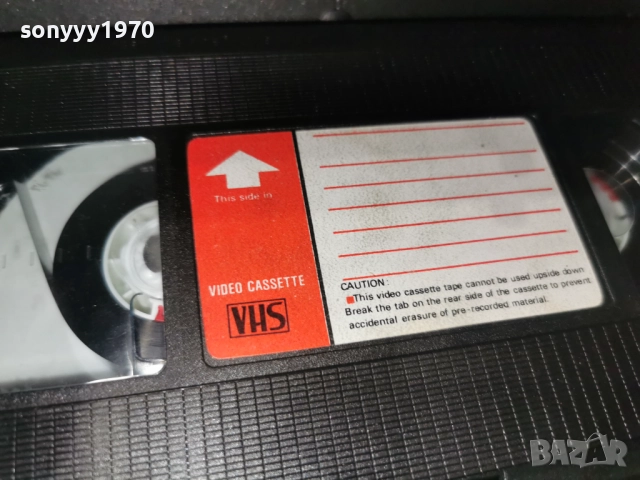 sonyyy1970
This side in
VIDEO CASSETTE
VHS
CAUTION:
■This video cassette tape cannot be used upside down
Break the tab on the rear side of the cassette to prevent
accidental erasure of pre-recorded material.
BAZAR